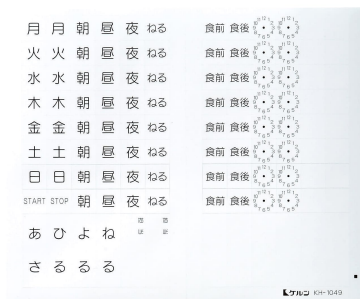 月 月 朝 昼 夜 ねる 食前 食後
火 火 朝 昼 夜 ねる 食前 食後
水 水 朝 昼 夜 ねる 食前 食後
木 木 朝 昼 夜 ねる 食前 食後
金 金 朝 昼 夜 ねる 食前 食後
土 土 朝 昼 夜 ねる 食前 食後
日 日 朝 昼 夜 ねる 食前 食後
START STOP 朝 昼 夜 ねる 食前 食後
あ ひ よ ね
さ る る る
ケルン KH-1049